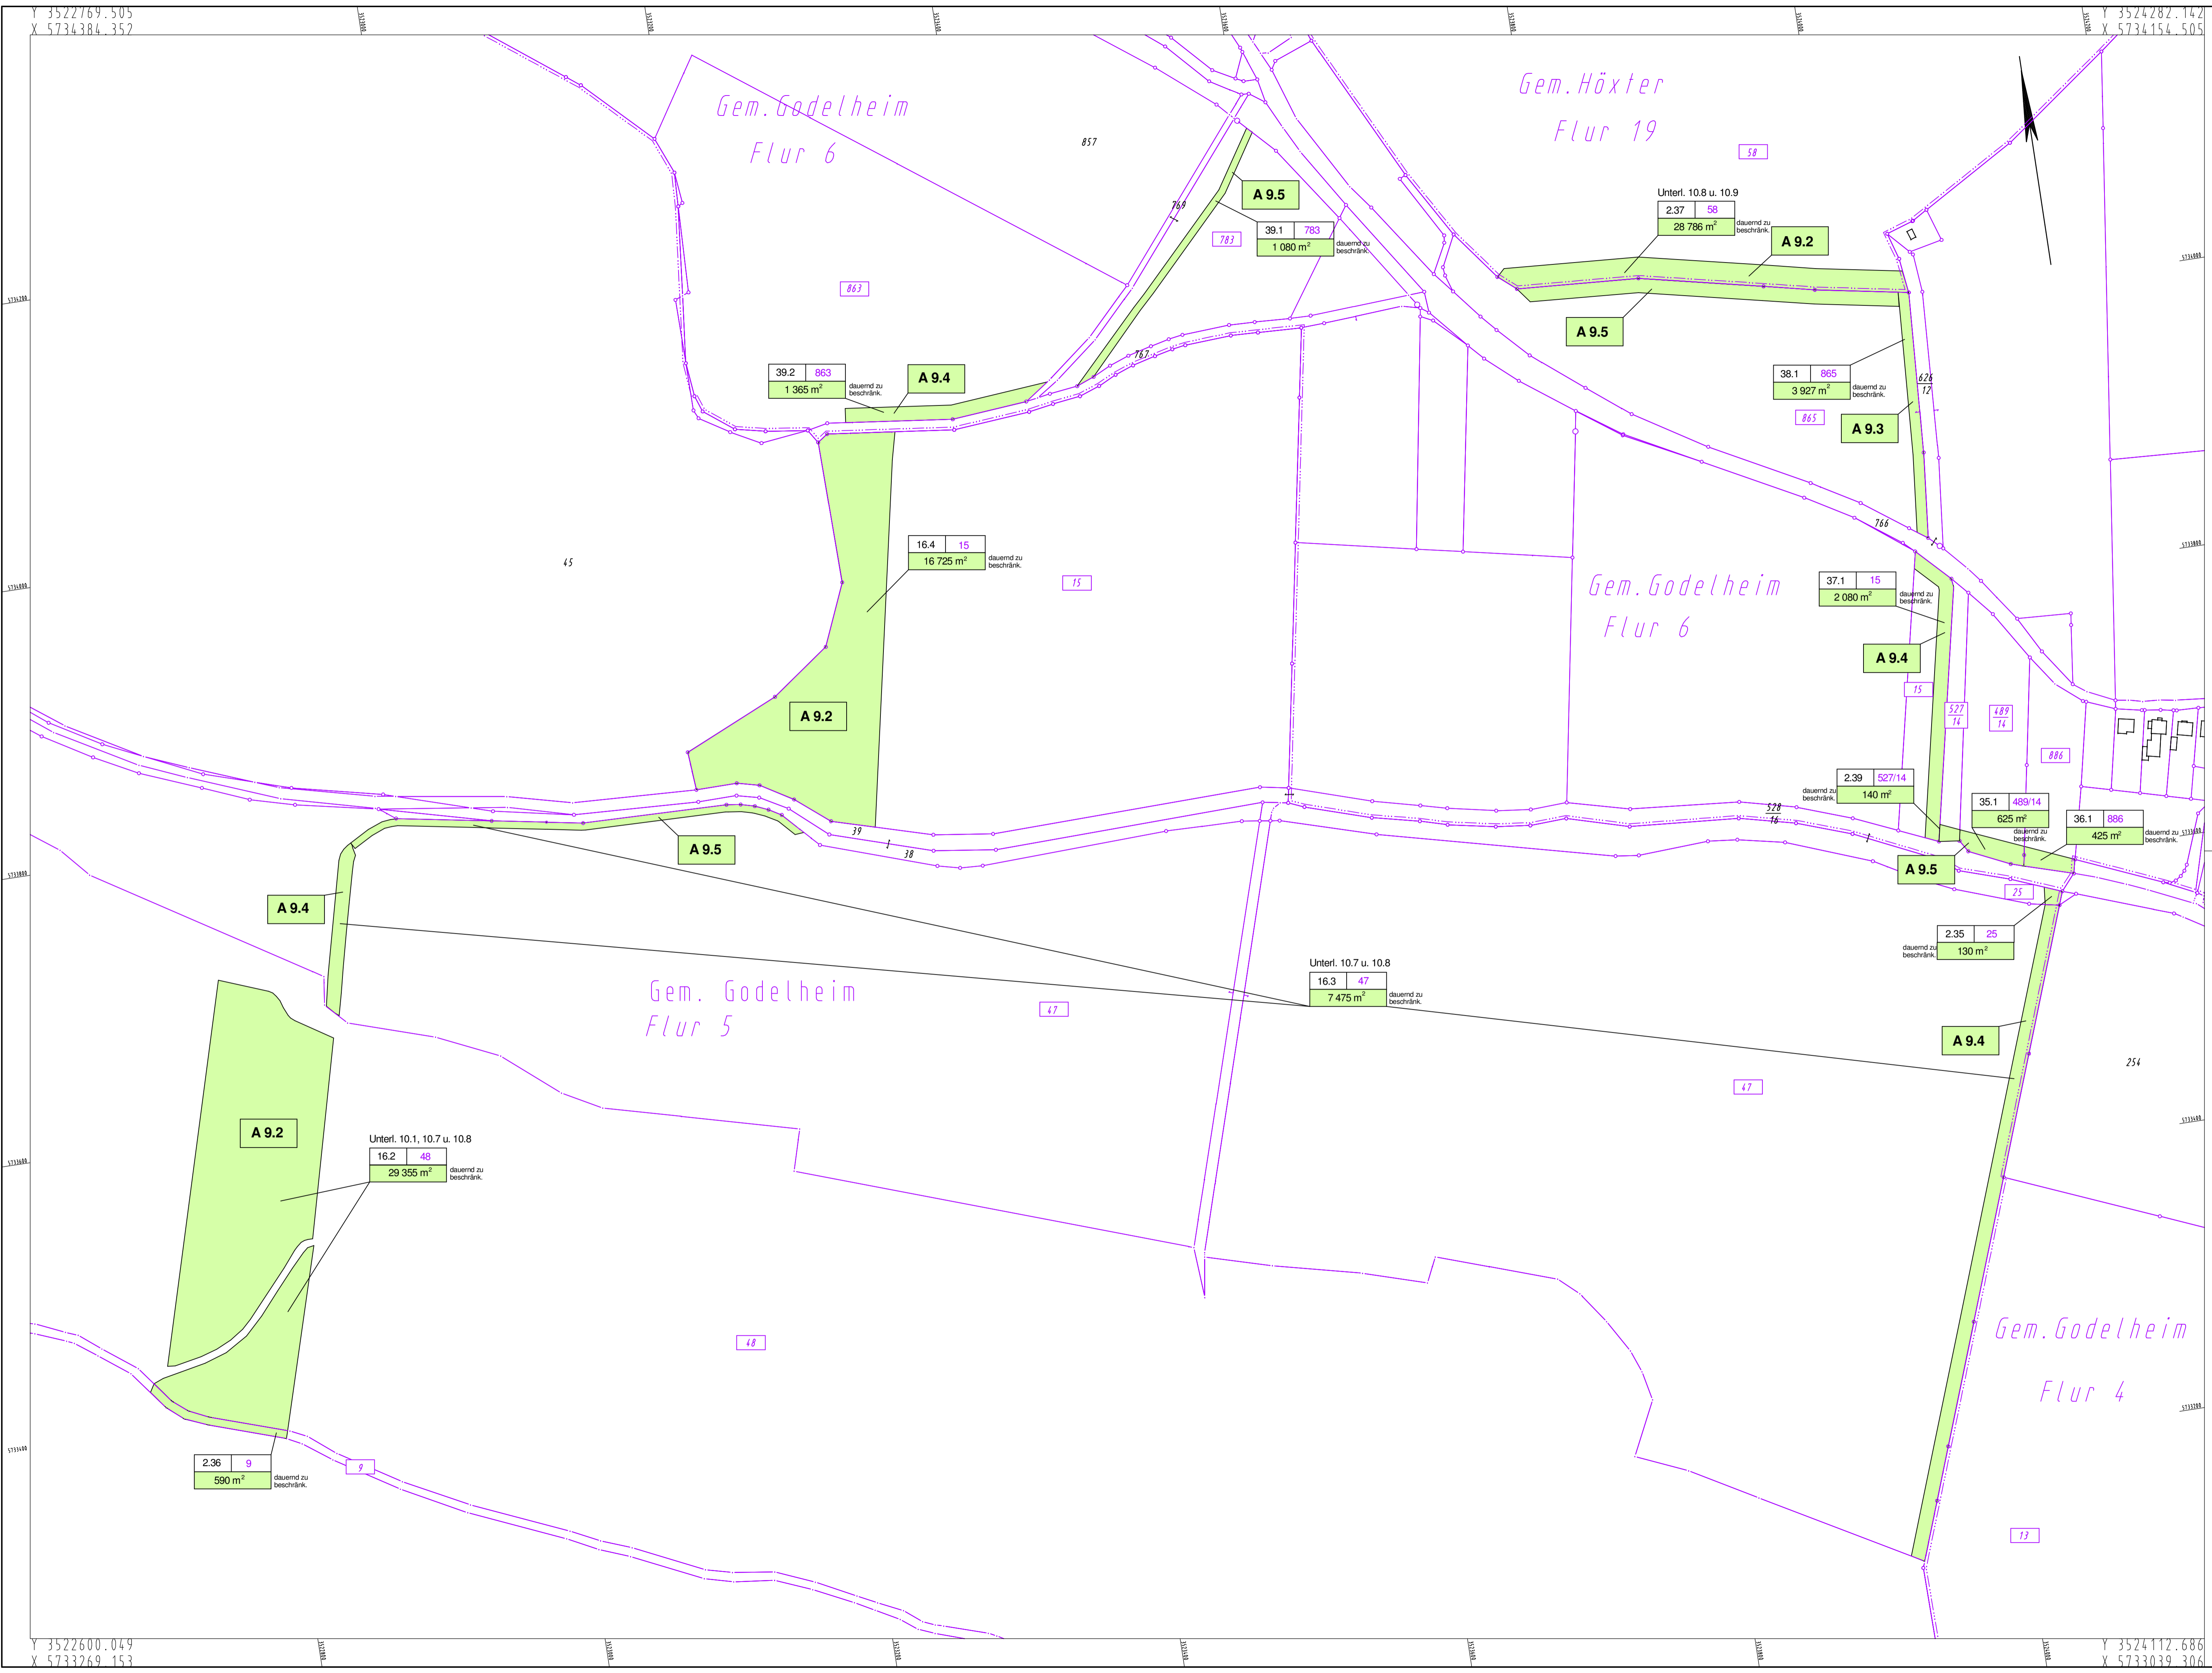 Y 3522769.505
X 5734384.352
Y 3524282.142
X 5734154.505
Gem.Godelheim
Flur 6
857
Gem.Höxter
Flur 19
58
A 9.5
769
783
39.1 783
1 080 m²
dauernd zu
beschränk.
Unterl. 10.8 u. 10.9
2.37 58
28 786 m²
dauernd zu
beschränk.
A 9.2
863
A 9.5
767
39.2 863
1 365 m²
dauernd zu
beschränk.
A 9.4
38.1 865
3 927 m²
dauernd zu
beschränk.
626
12
865
A 9.3
766
45
16.4 15
16 725 m²
dauernd zu
beschränk.
15
Gem.Godelheim
Flur 6
37.1 15
2 080 m²
dauernd zu
beschränk.
A 9.4
15
527
14
489
14
886
A 9.2
2.39 527/14
140 m²
dauernd zu
beschränk.
35.1 489/14
625 m²
dauernd zu
beschränk.
36.1 886
425 m²
dauernd zu
beschränk.
528
16
39
1
38
1
A 9.5
A 9.5
25
A 9.4
2.35 25
130 m²
dauernd zu
beschränk.
Gem. Godelheim
Flur 5
47
Unterl. 10.7 u. 10.8
16.3 47
7 475 m²
dauernd zu
beschränk.
A 9.4
254
47
A 9.2
Unterl. 10.1, 10.7 u. 10.8
16.2 48
29 355 m²
dauernd zu
beschränk.
48
Gem.Godelheim
Flur 4
2.36 9
590 m²
dauernd zu
beschränk.
9
13
Y 3522600.049
X 5733269.153
Y 3524112.686
X 5733039.306